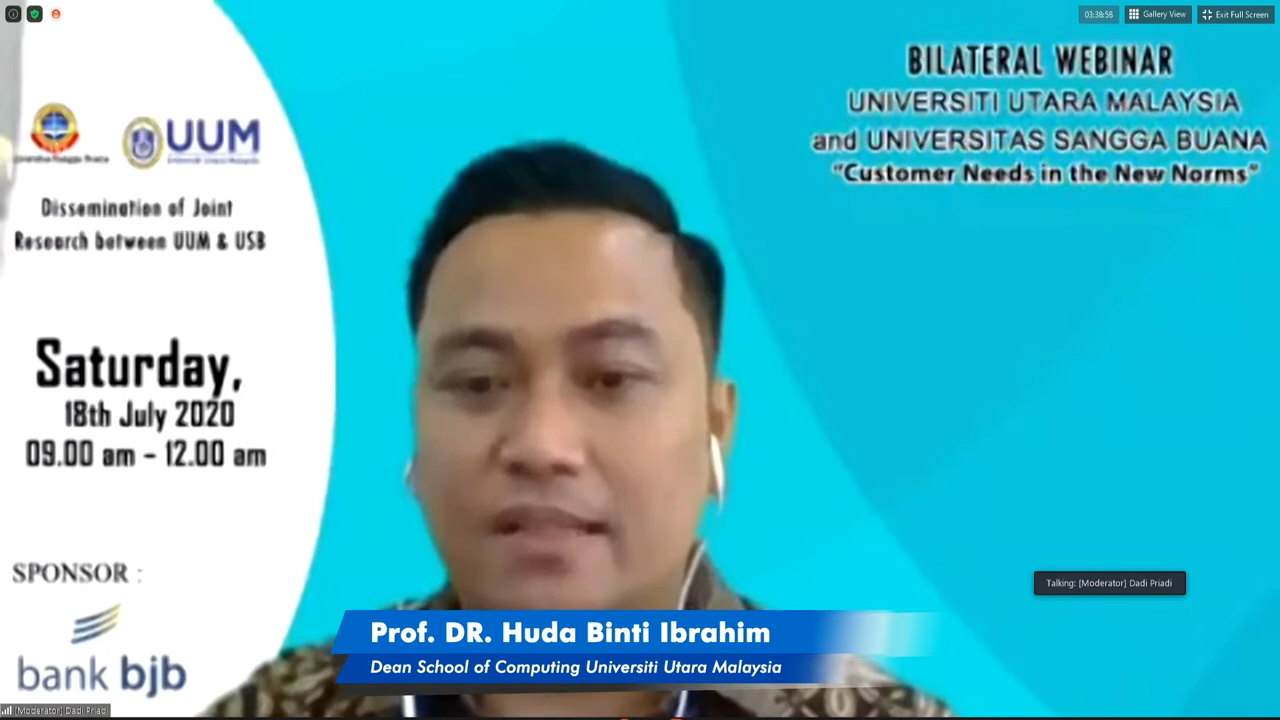 03:38:58
Gallery View
Exit Full Screen
BILATERAL WEBINAR
UNIVERSITI UTARA MALAYSIA
and UNIVERSITAS SANGGA BUANA
"Customer Needs in the New Norms"
UUM
Universiti Utara Malaysia
Dissemination of Joint
Research between UUM & USB
Saturday,
18th July 2020
09.00 am - 12.00 am
SPONSOR :
bank bjb
Talking: [Moderator] Dadi Priadi
Prof. DR. Huda Binti Ibrahim
Dean School of Computing Universiti Utara Malaysia
[Moderator] Dadi Priadi